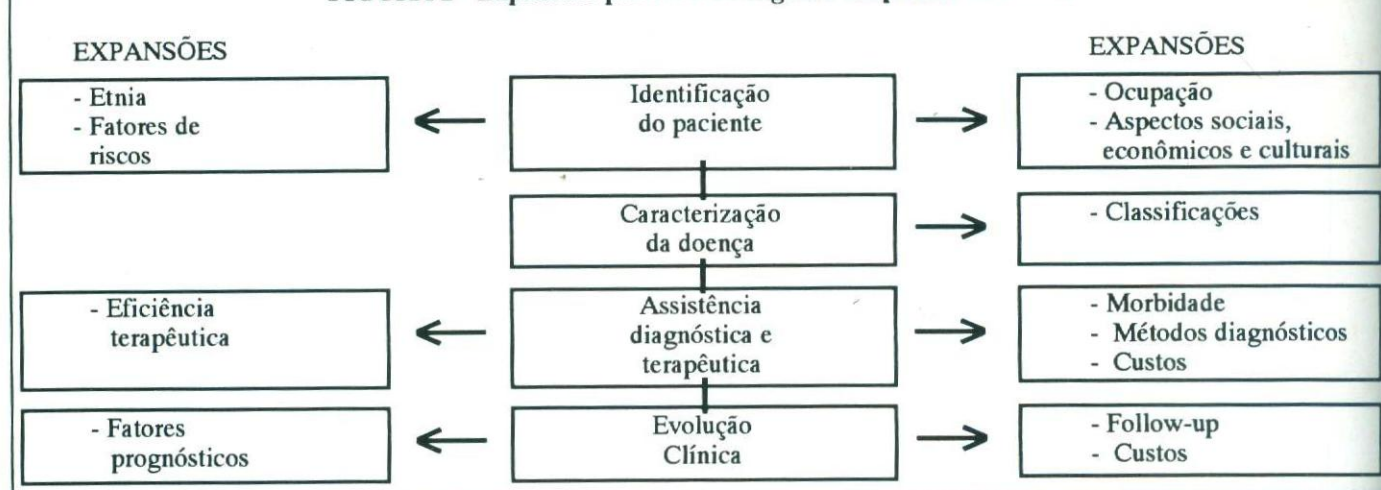 EXPANSÕES
EXPANSÕES
- Etnia
- Fatores de
riscos
Identificação
do paciente
- Ocupação
- Aspectos sociais,
econômicos e culturais
Caracterização
da doença
- Classificações
- Eficiência
terapêutica
Assistência
diagnóstica e
terapêutica
- Morbidade
- Métodos diagnósticos
- Custos
- Fatores
prognósticos
Evolução
Clínica
- Follow-up
- Custos